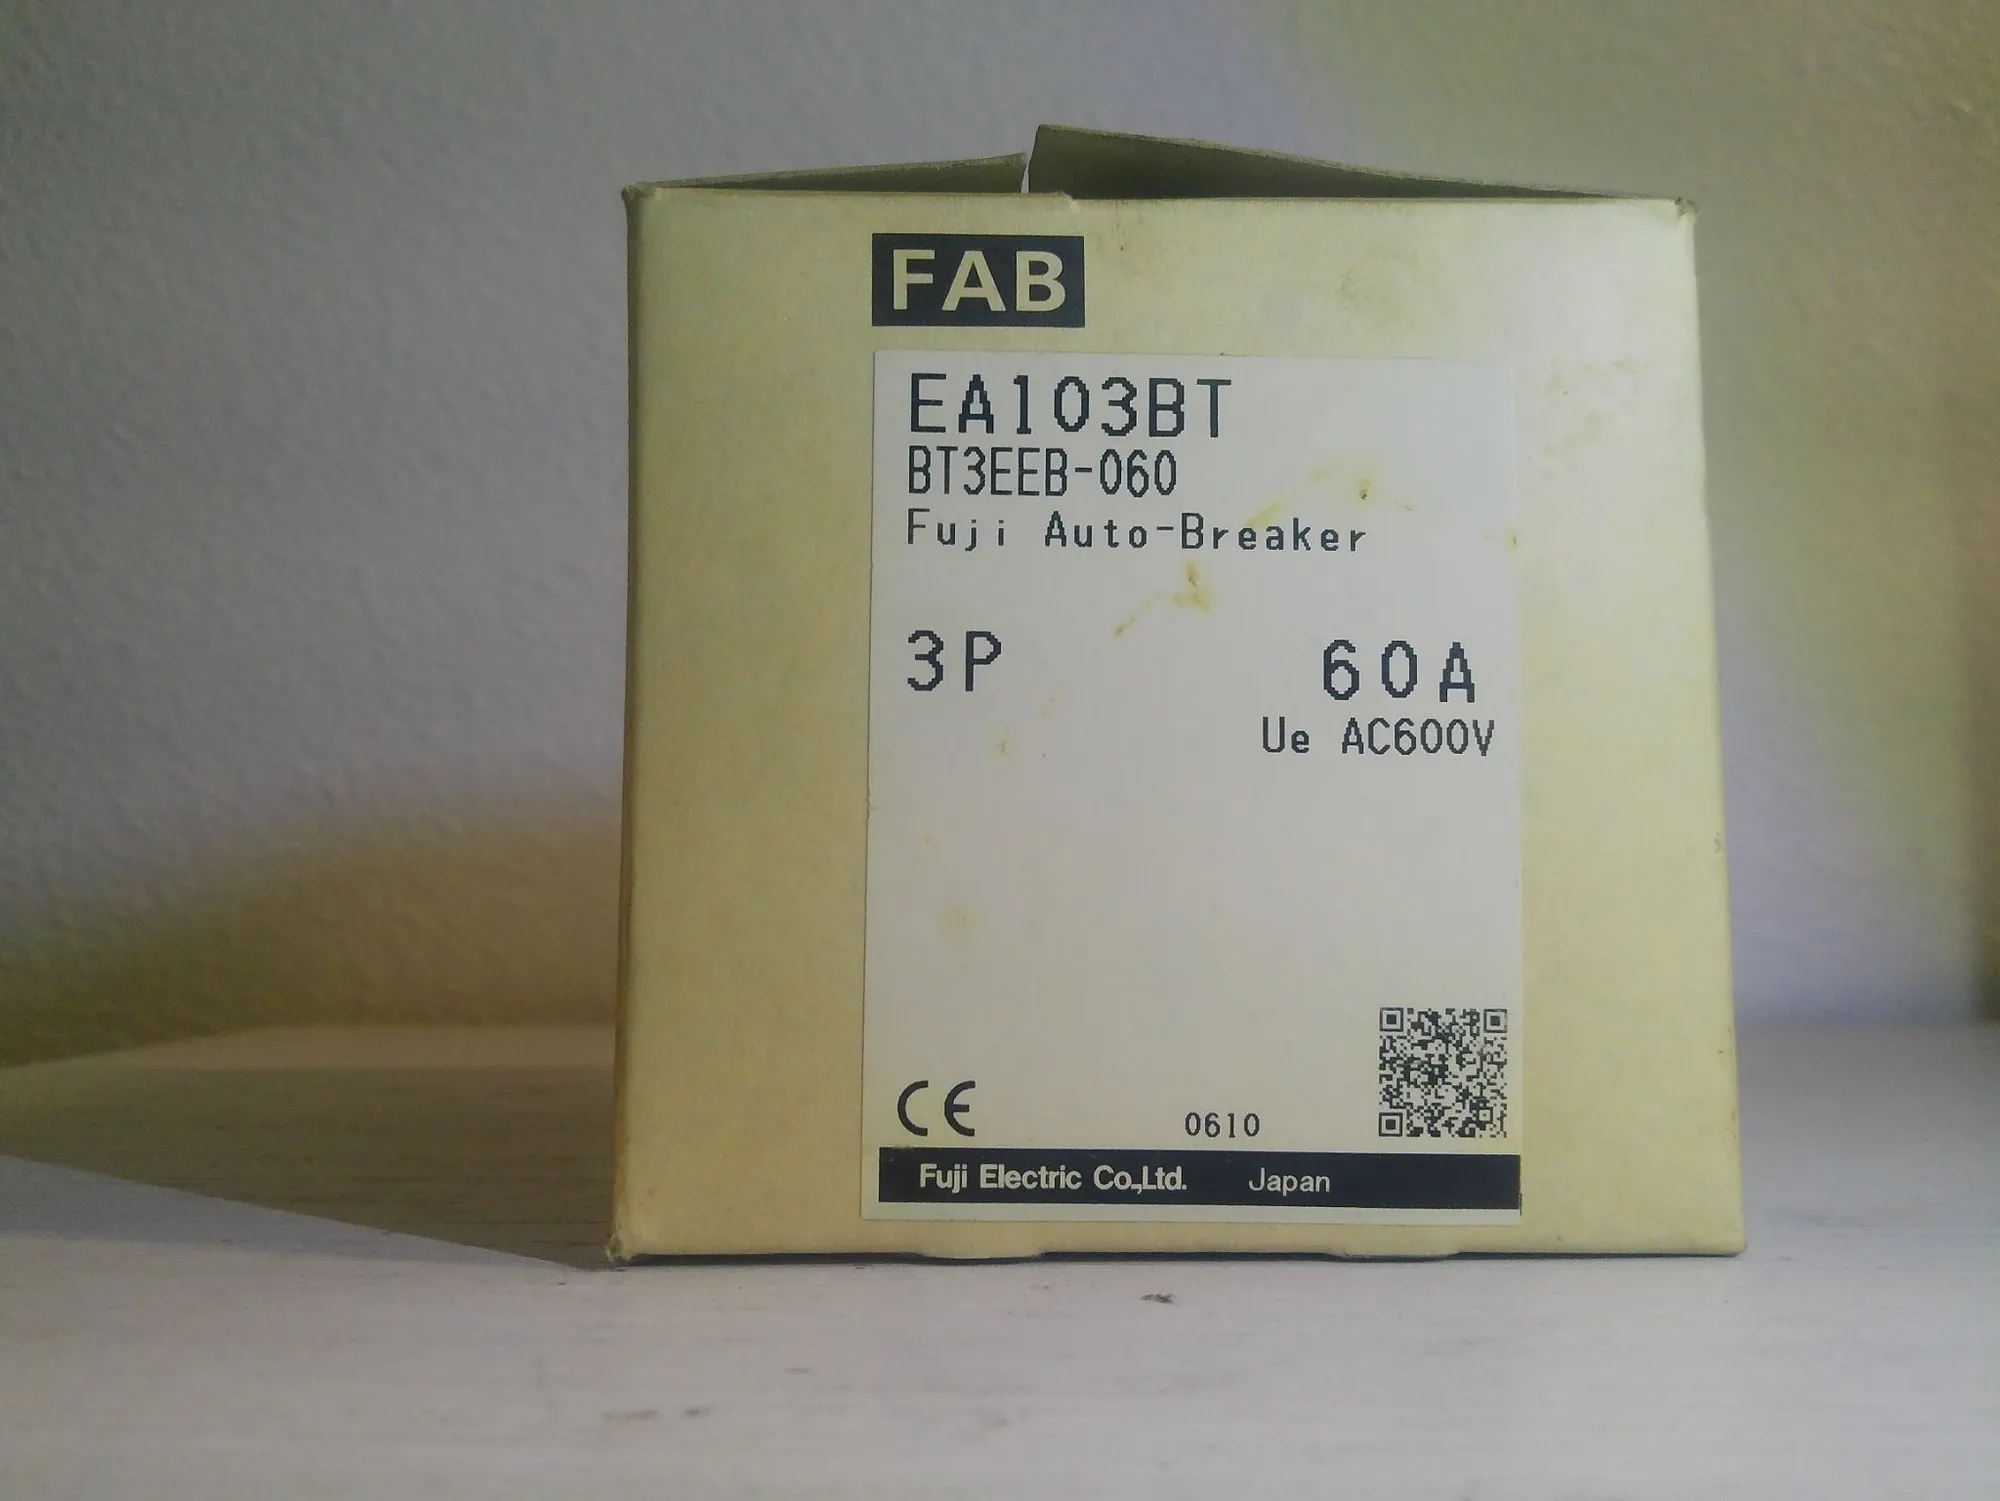 FAB
EA103BT
BT3EEB-060
Fuji Auto-Breaker
3P 60A
Ue AC600V
CE 0610
Fuji Electric Co.,Ltd. Japan